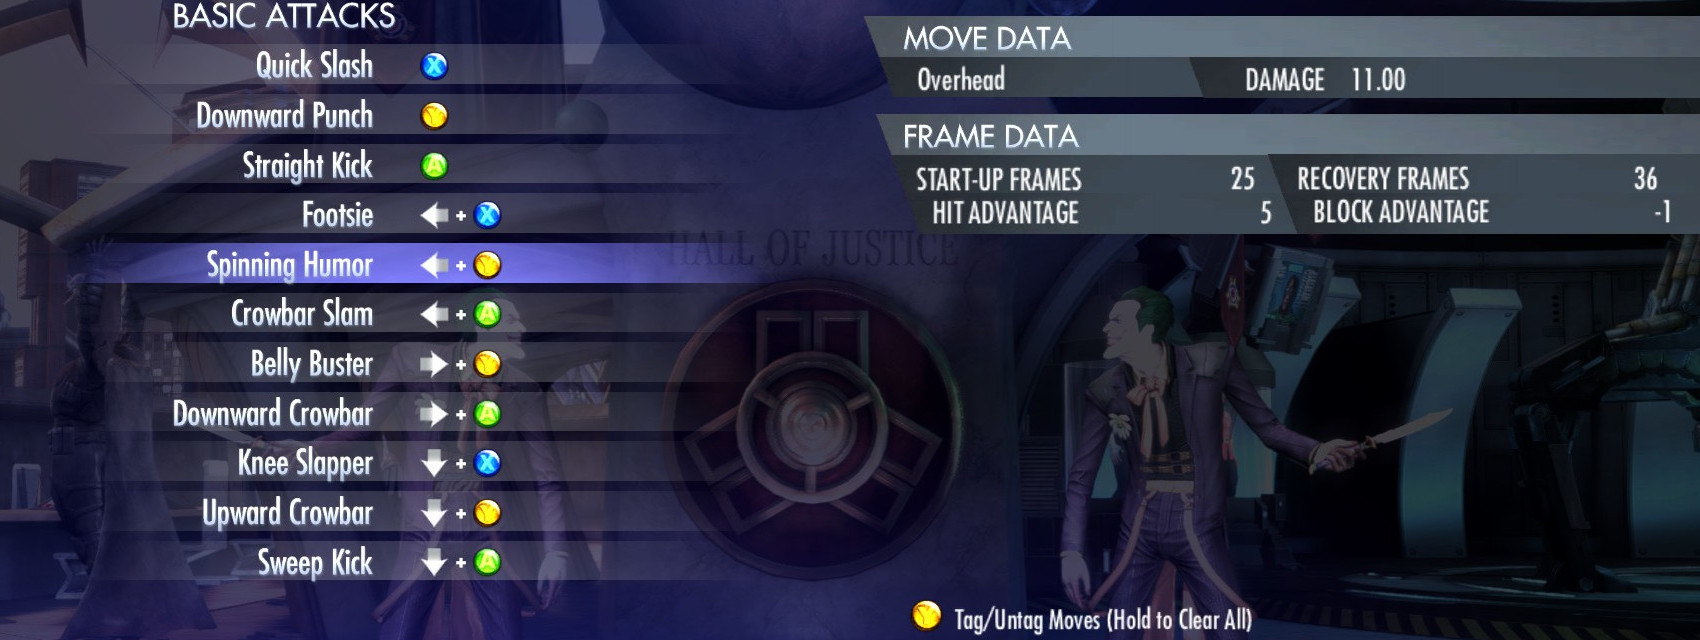 BASIC ATTACKS
Quick Slash X
Downward Punch Y
Straight Kick A
Footsie + X
Spinning Humor + Y
Crowbar Slam + A
Belly Buster + Y
Downward Crowbar + A
Knee Slapper + X
Upward Crowbar + Y
Sweep Kick + A
MOVE DATA
Overhead DAMAGE 11.00
FRAME DATA
START-UP FRAMES 25 RECOVERY FRAMES 36
HIT ADVANTAGE 5 BLOCK ADVANTAGE -1
HALL OF JUSTICE
Y Tag/Untag Moves (Hold to Clear All)